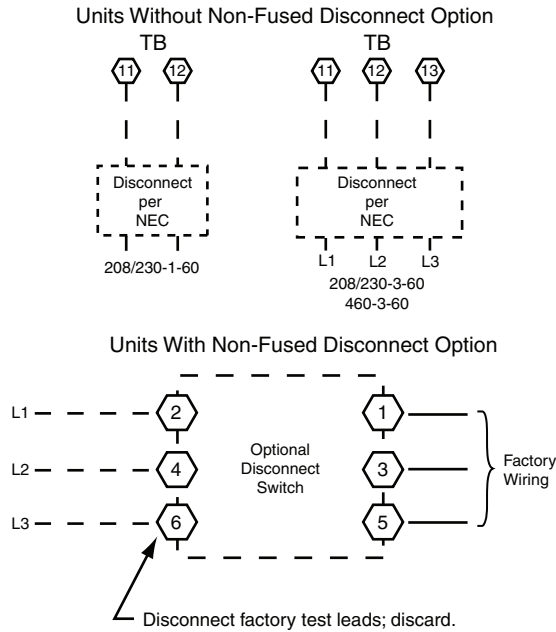 Units Without Non-Fused Disconnect Option
TB TB
11 12 11 12 13
Disconnect
per
NEC
208/230-1-60
Disconnect
per
NEC
L1 L2 L3
208/230-3-60
460-3-60
Units With Non-Fused Disconnect Option
L1 2 1
L2 4 3
L3 6 5
Optional
Disconnect
Switch
Factory
Wiring
Disconnect factory test leads; discard.